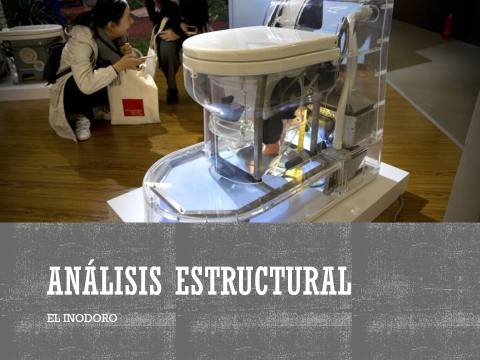 ANÁLISIS ESTRUCTURAL
EL INODORO